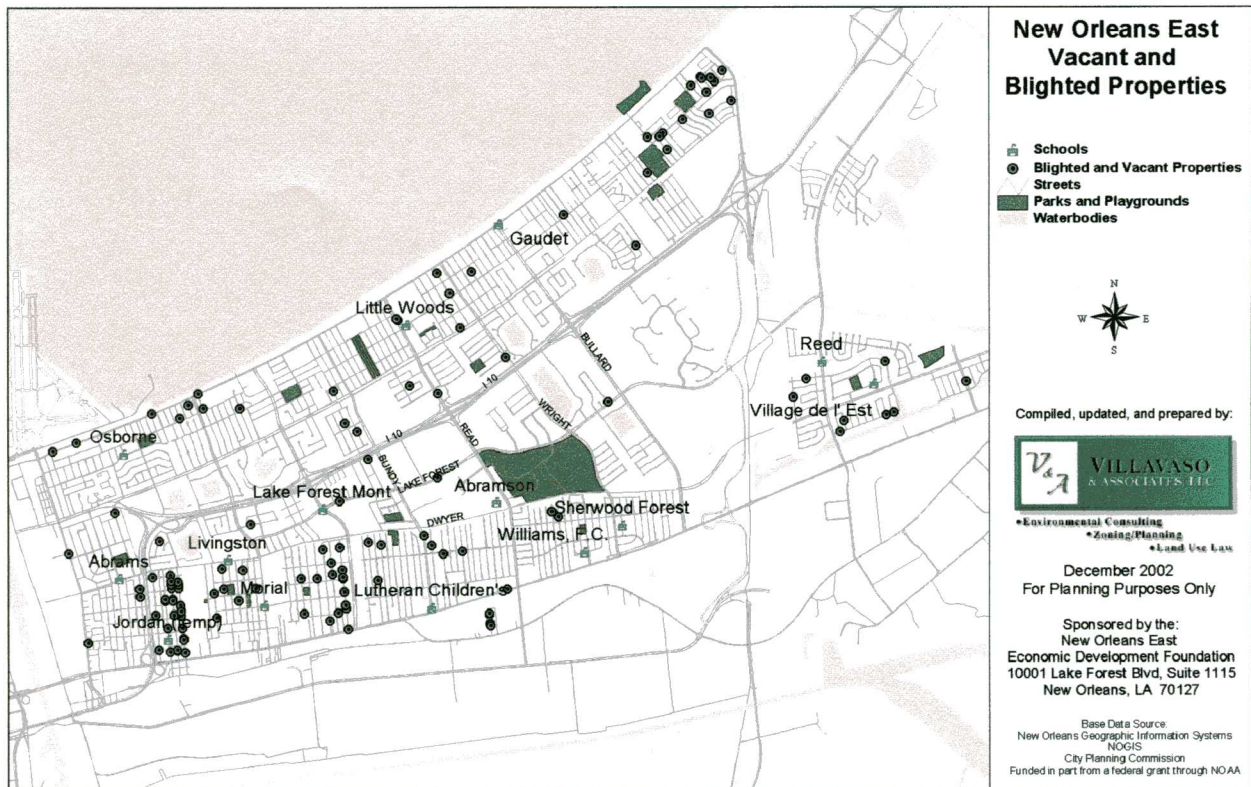 New Orleans East
Vacant and
Blighted Properties
Schools
Blighted and Vacant Properties
Streets
Parks and Playgrounds
Waterbodies
N
W E
S
Compiled, updated, and prepared by:
V & A
VILLAVASO
& ASSOCIATES, LLC
•Environmental Consulting
•Zoning/Planning
•Land Use Law
December 2002
For Planning Purposes Only
Sponsored by the:
New Orleans East
Economic Development Foundation
10001 Lake Forest Blvd, Suite 1115
New Orleans, LA 70127
Base Data Source:
New Orleans Geographic Information Systems
NOGIS
City Planning Commission
Funded in part from a federal grant through NOAA
Gaudet
Little Woods
BULLARD
Reed
I 10
WRIGHT
Village de l' Est
Osborne
I 10
READ
BUNDY
LAKE FOREST
Abramson
Lake Forest Mont
Sherwood Forest
DWYER
Williams, F.C.
Livingston
Abrams
Morial
Lutheran Children's
Jordan (temp)